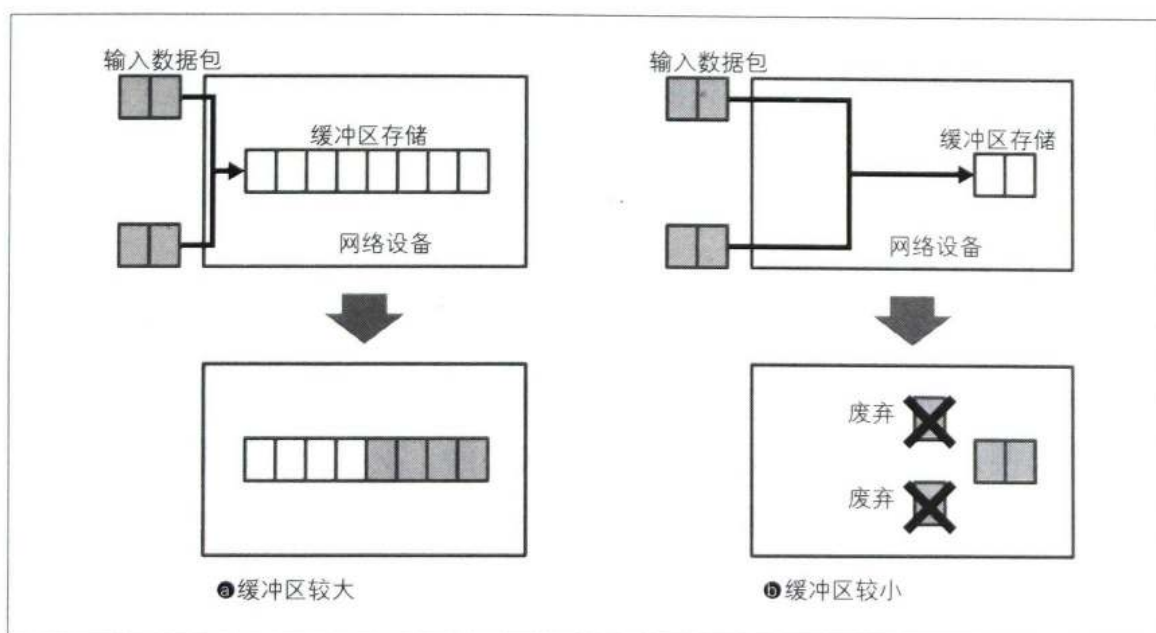 输入数据包
缓冲区存储
网络设备
ⓐ缓冲区较大
输入数据包
缓冲区存储
网络设备
废弃
废弃
ⓑ缓冲区较小